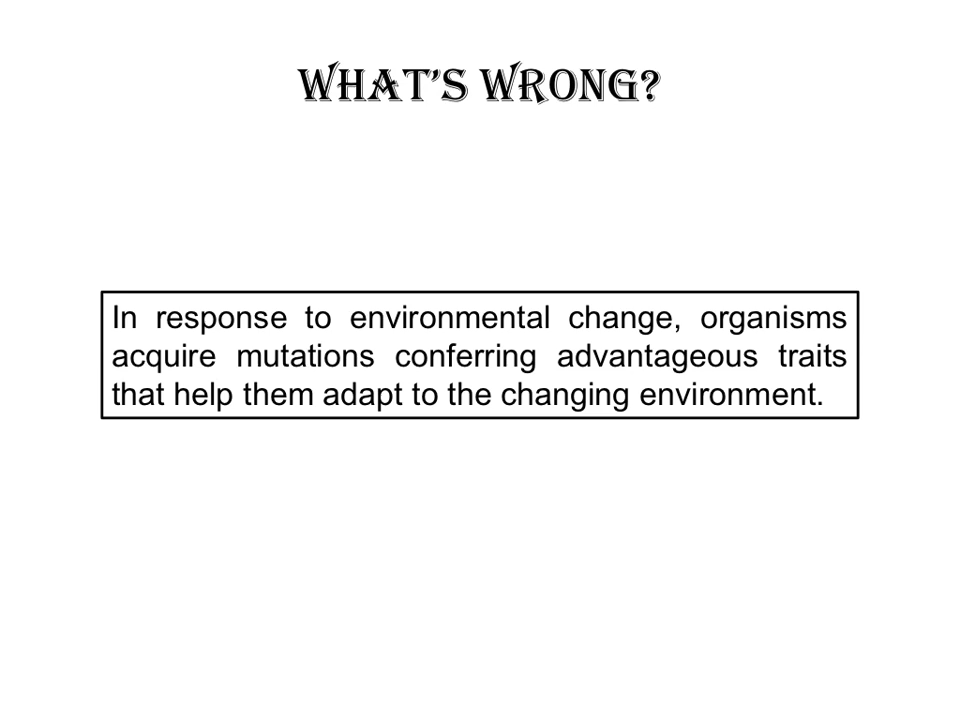 WHAT'S WRONG?
In response to environmental change, organisms
acquire mutations conferring advantageous traits
that help them adapt to the changing environment.